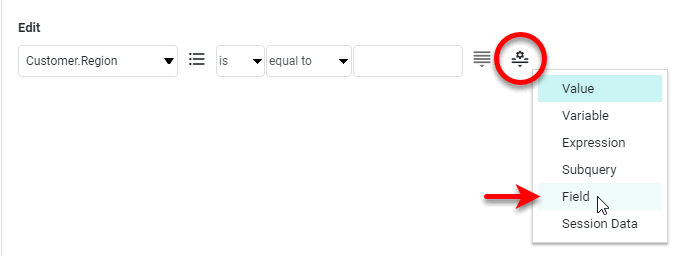 Edit
Customer.Region is equal to
Value
Variable
Expression
Subquery
Field
Session Data